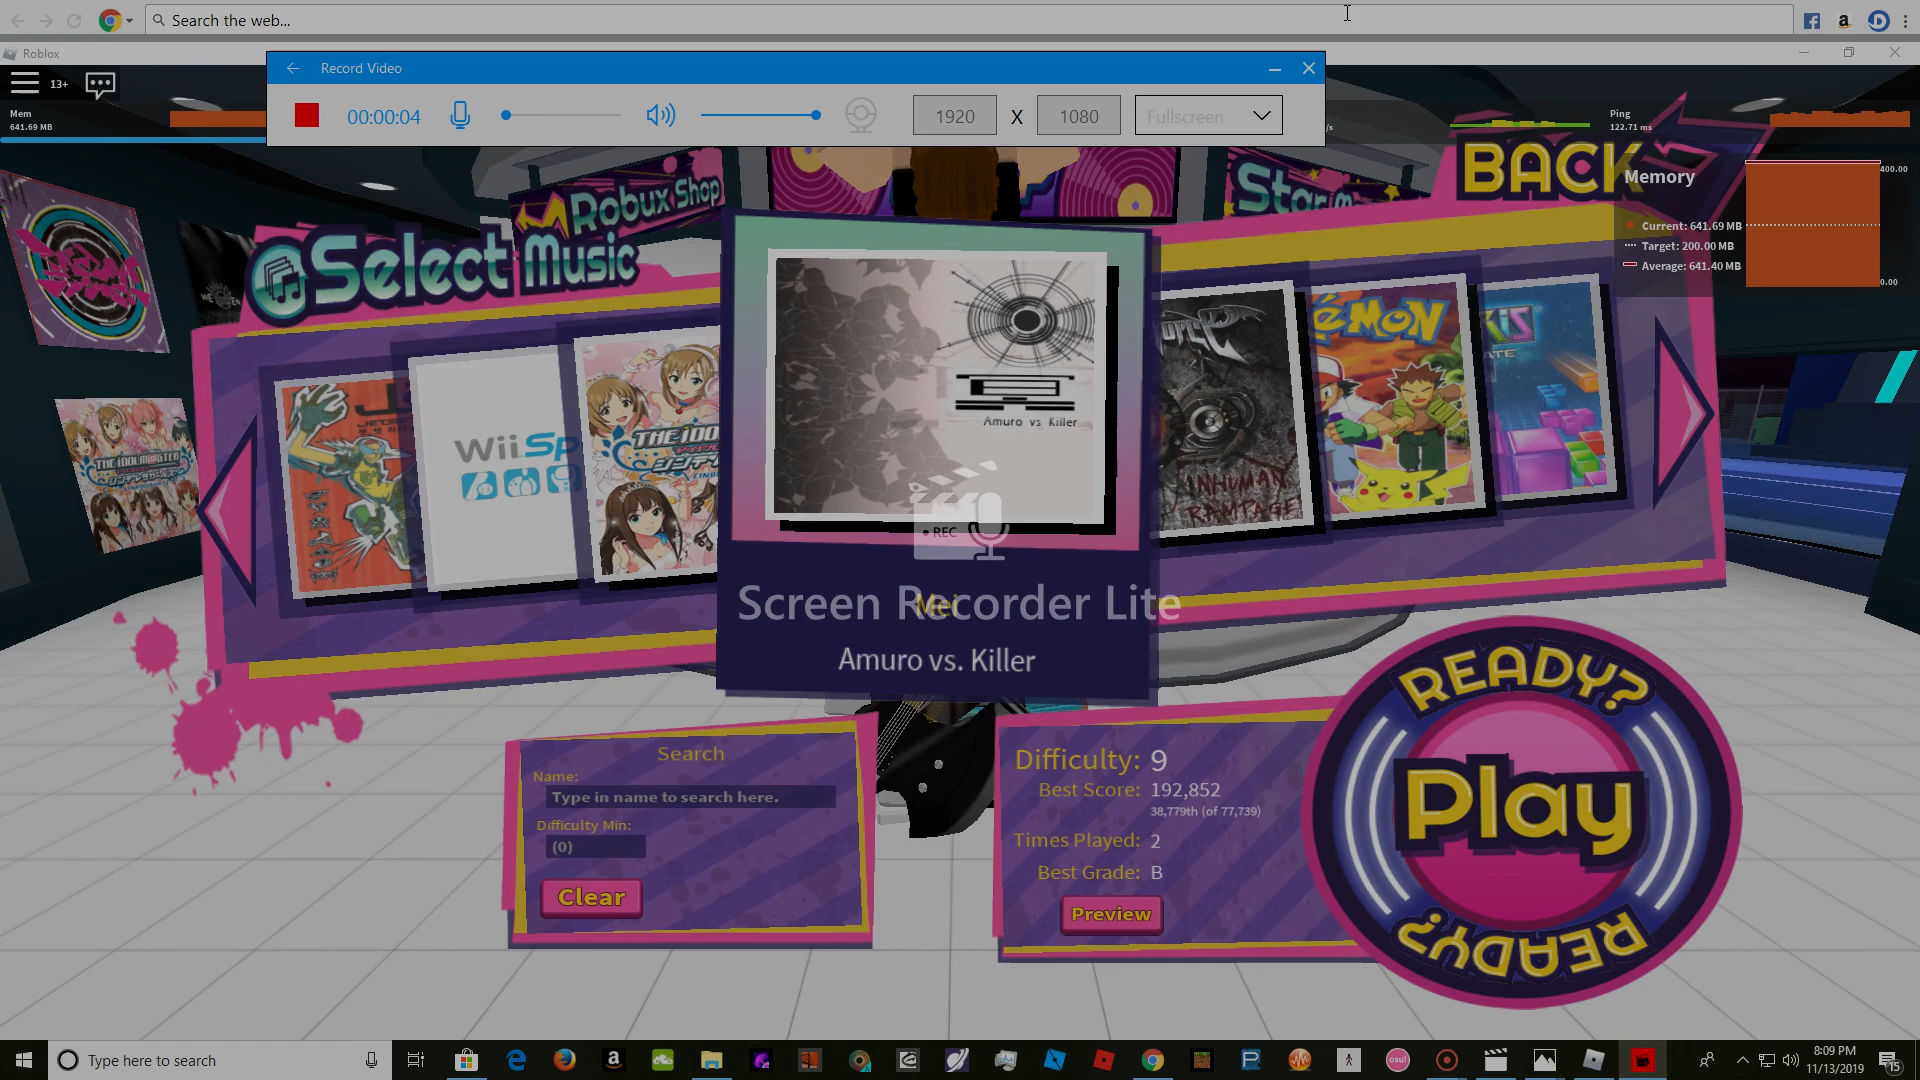 Search the web...
Roblox
Record Video
13+
00:00:04
1920
X
1080
Fullscreen
Mem
641.69 MB
/s
Ping
122.71 ms
BACK
Memory
400.00
Current: 641.69 MB
Target: 200.00 MB
Average: 641.40 MB
0.00
Robux Shop
Select Music
Amuro vs Killer
Wii Sp
THE iDOLM@STER
INHUMAN
RAMPAGE
REC
Screen Recorder Lite
Mei
Amuro vs. Killer
READY?
Play
READY?
Search
Name:
Type in name to search here.
Difficulty Min:
(0)
Clear
Difficulty: 9
Best Score: 192,852
38,779th (of 77,739)
Times Played: 2
Best Grade: B
Preview
Type here to search
osu!
8:09 PM
11/13/2019
15